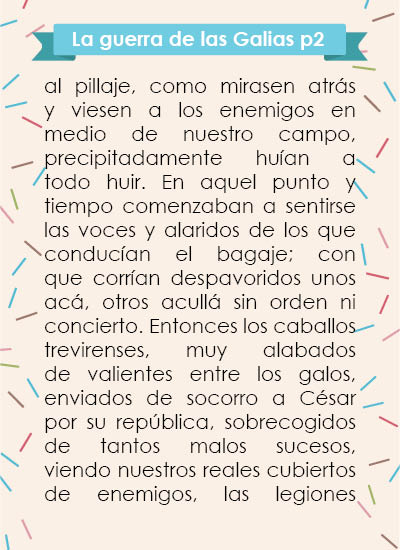 La guerra de las Galias p2
al pillaje, como mirasen atrás
y viesen a los enemigos en
medio de nuestro campo,
precipitadamente huían a
todo huir. En aquel punto y
tiempo comenzaban a sentirse
las voces y alaridos de los que
conducían el bagaje; con
que corrían despavoridos unos
acá, otros acullá sin orden ni
concierto. Entonces los caballos
trevirenses, muy alabados
de valientes entre los galos,
enviados de socorro a César
por su república, sobrecogidos
de tantos malos sucesos,
viendo nuestros reales cubiertos
de enemigos, las legiones